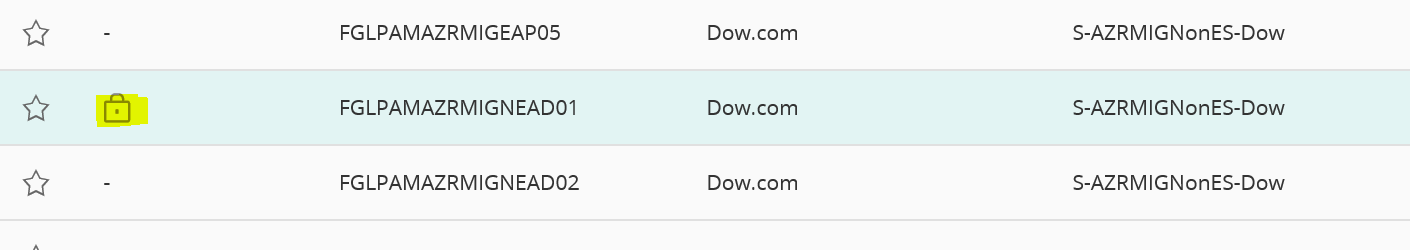 - FGLPAMAZRMIGEAP05 Dow.com S-AZRMIGNonES-Dow
FGLPAMAZRMIGNEAD01 Dow.com S-AZRMIGNonES-Dow
- FGLPAMAZRMIGNEAD02 Dow.com S-AZRMIGNonES-Dow